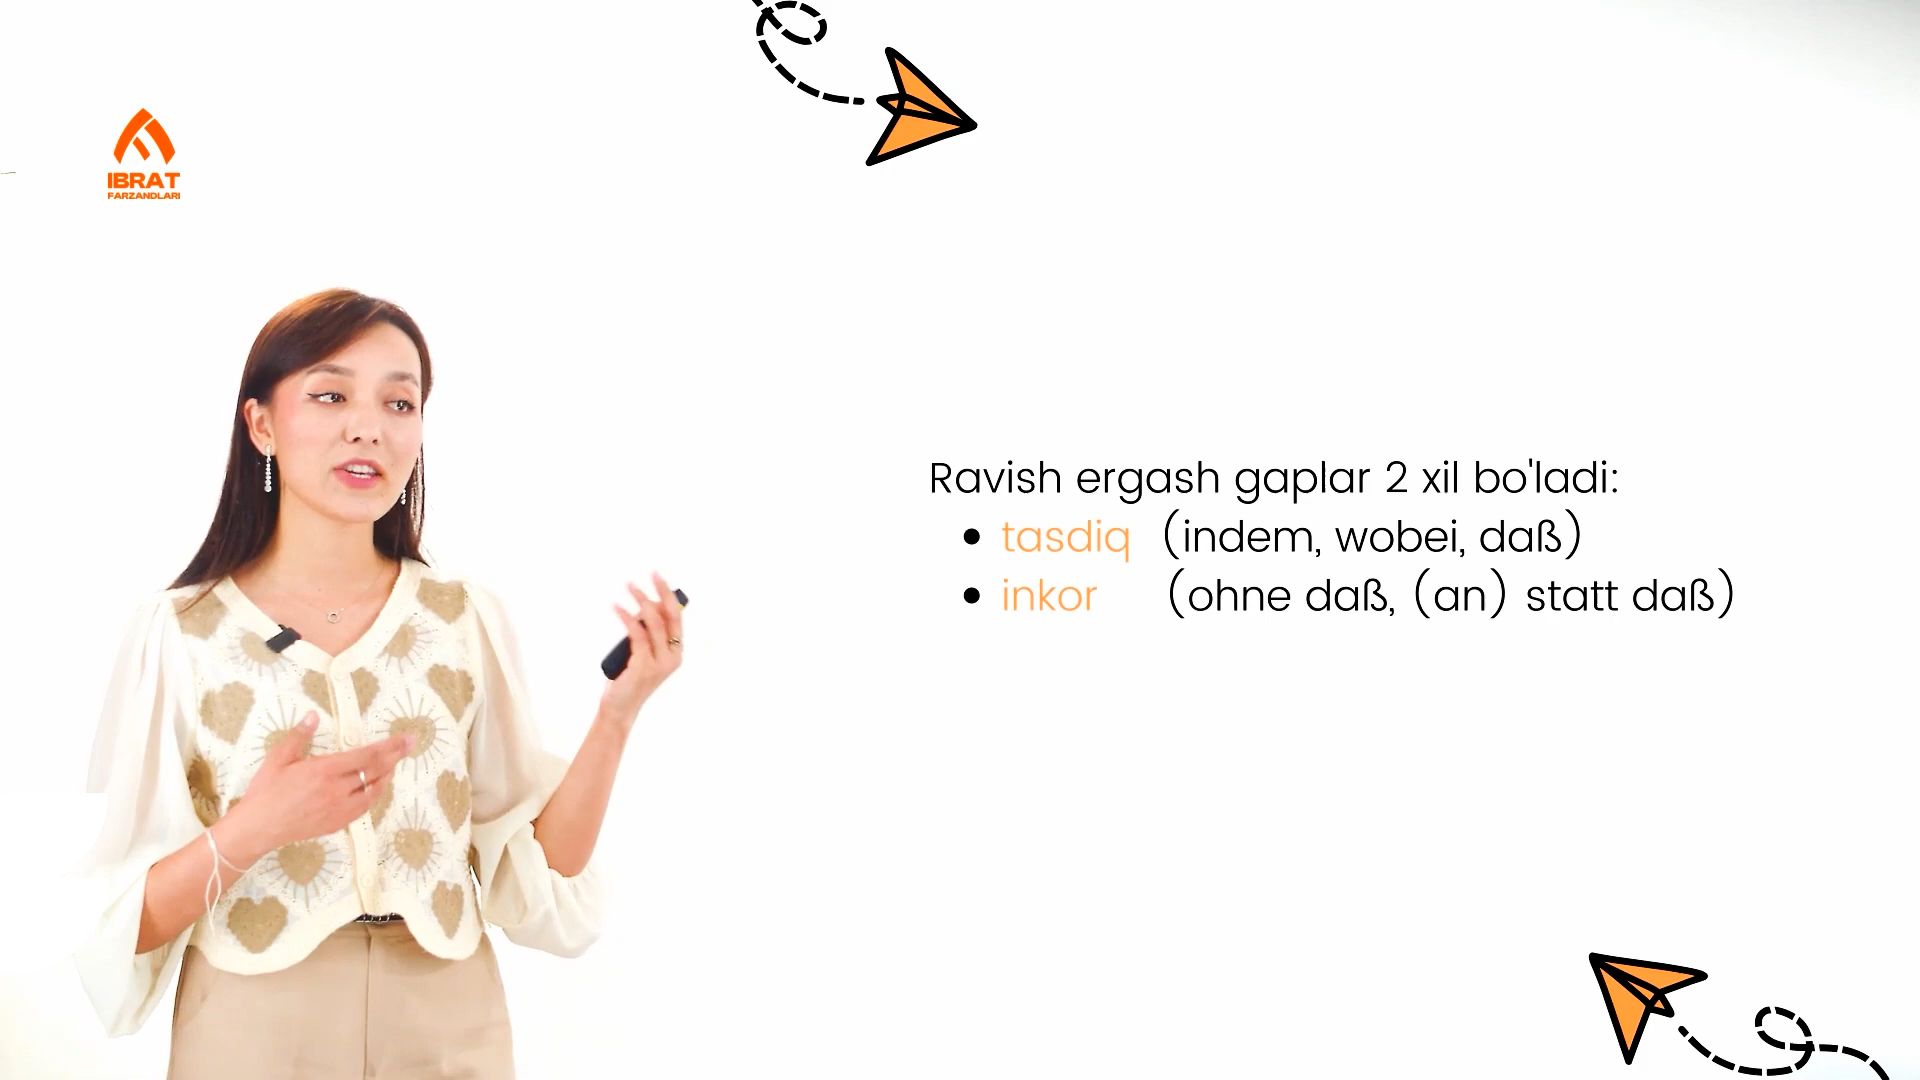 IBRAT
FARZANDLARI
Ravish ergash gaplar 2 xil bo'ladi:
• tasdiq (indem, wobei, daß)
• inkor (ohne daß, (an) statt daß)